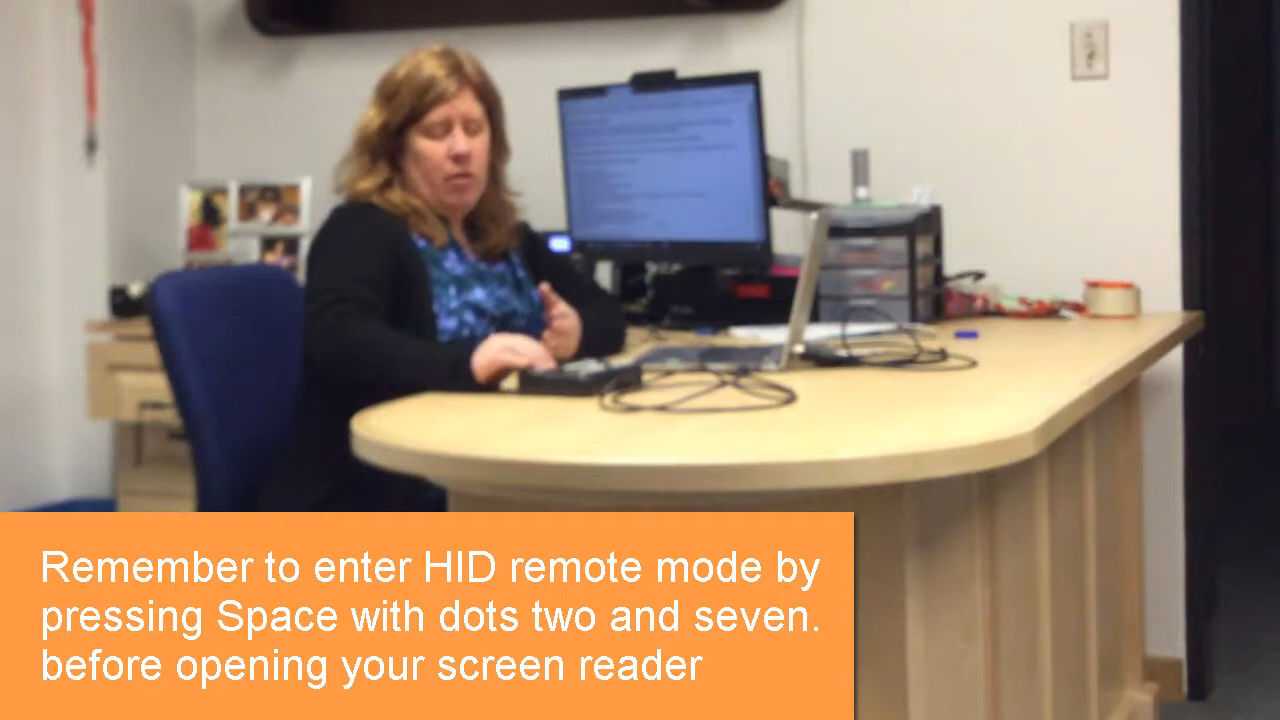 Remember to enter HID remote mode by
pressing Space with dots two and seven.
before opening your screen reader